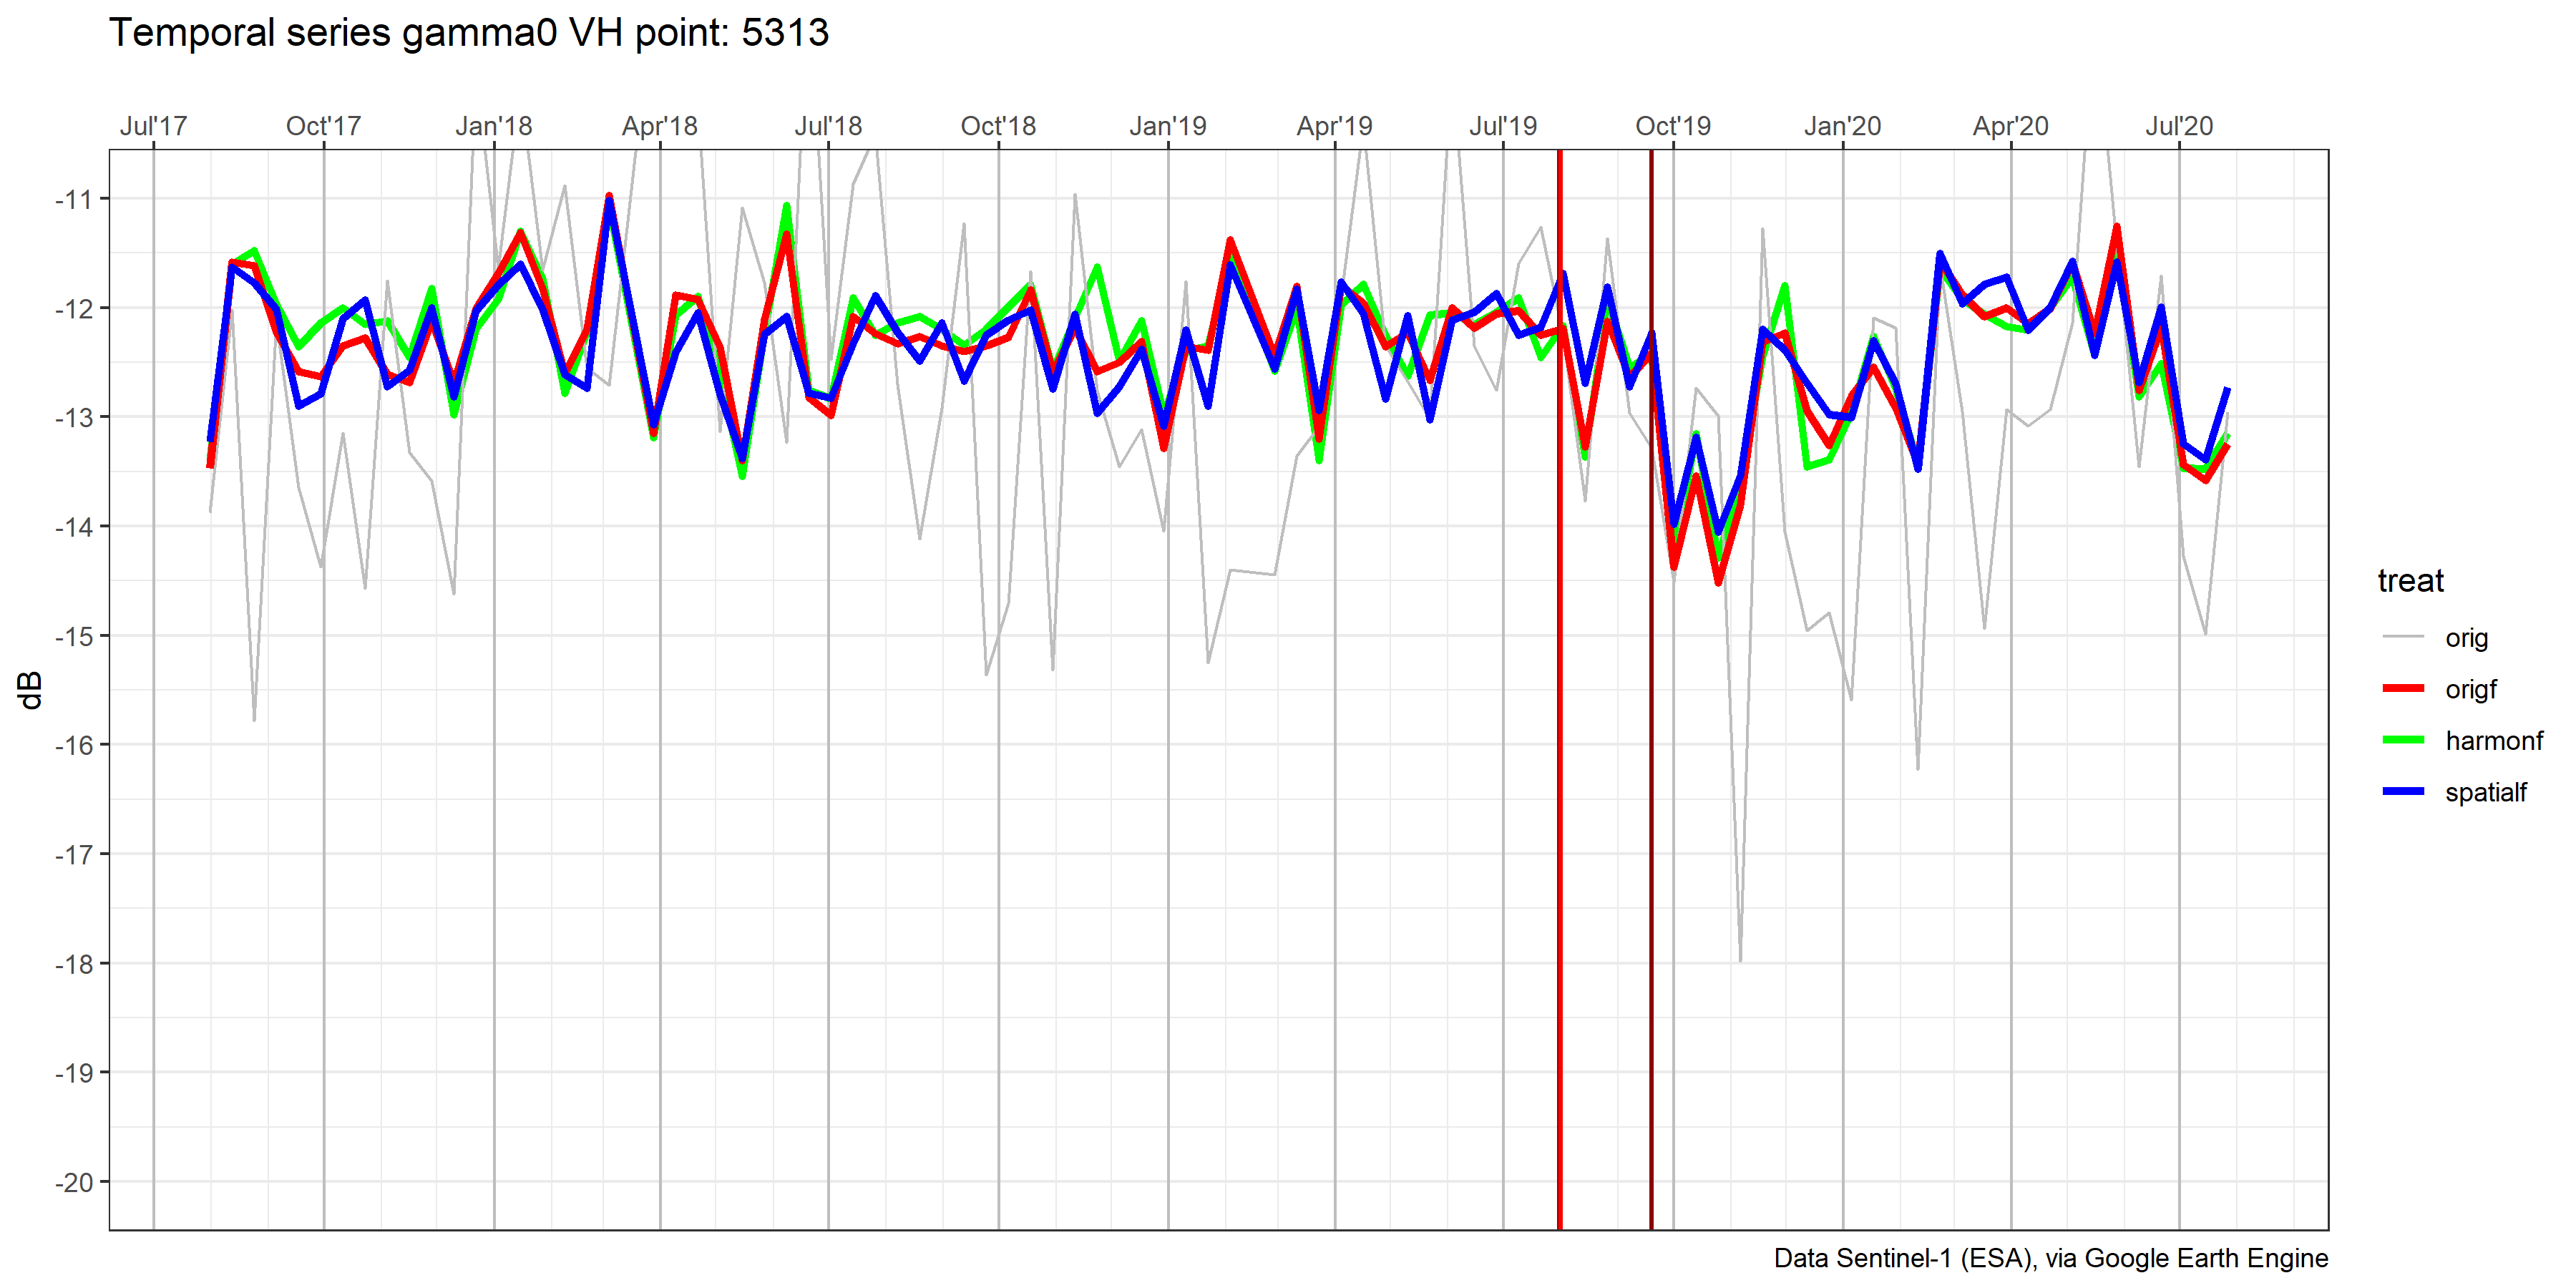 Temporal series gamma0 VH point: 5313
Jul'17 Oct'17 Jan'18 Apr'18 Jul'18 Oct'18 Jan'19 Apr'19 Jul'19 Oct'19 Jan'20 Apr'20 Jul'20
-11
-12
-13
-14
-15
-16
-17
-18
-19
-20
dB
treat
orig
origf
harmonf
spatialf
Data Sentinel-1 (ESA), via Google Earth Engine